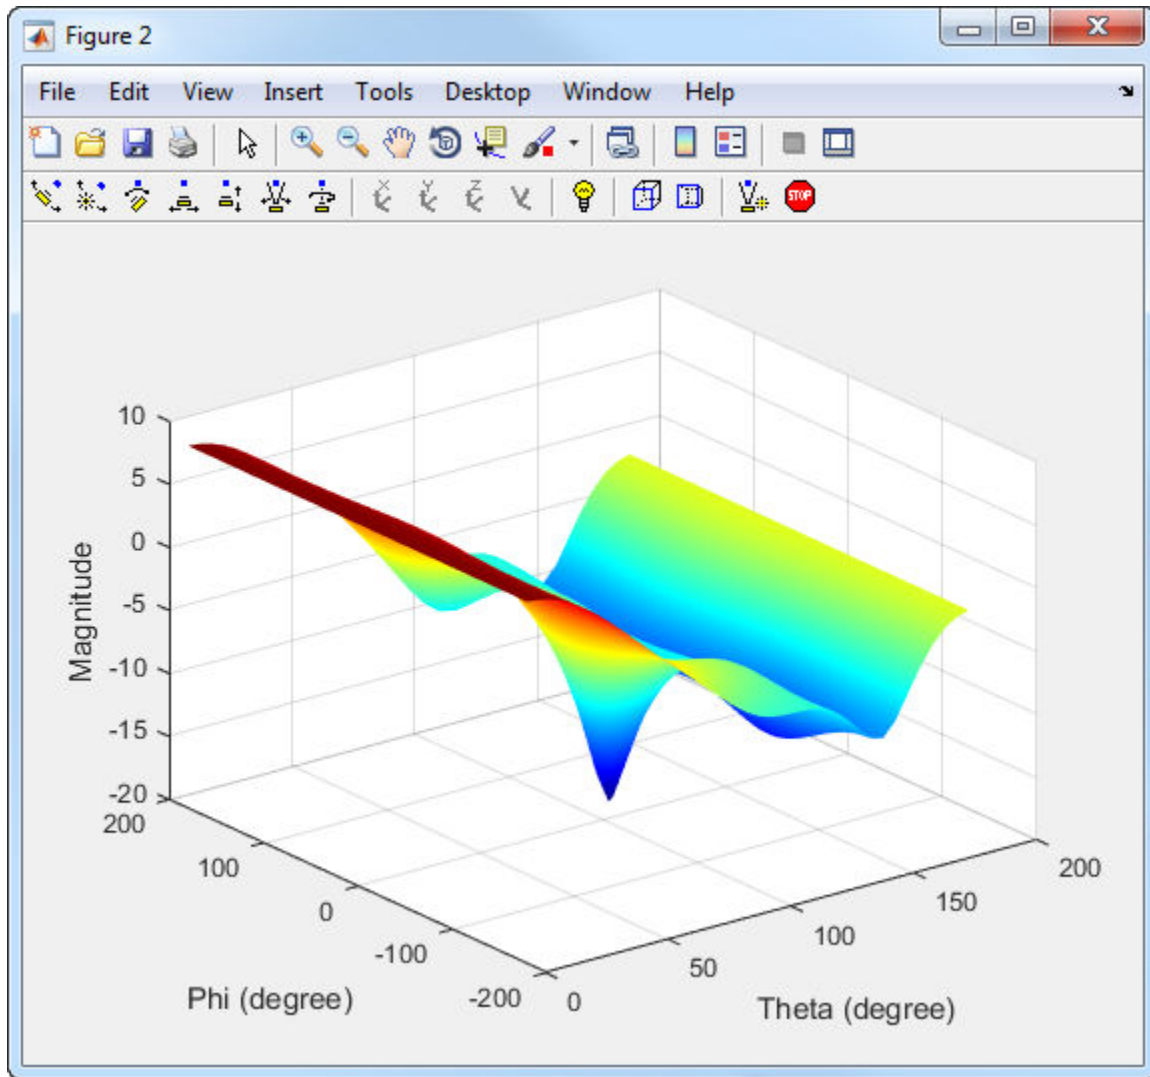 Figure 2
File Edit View Insert Tools Desktop Window Help
X Y Z
STOP
10
5
0
-5
-10
-15
-20
Magnitude
200
100
0
-100
-200
Phi (degree)
0
50
100
150
200
Theta (degree)